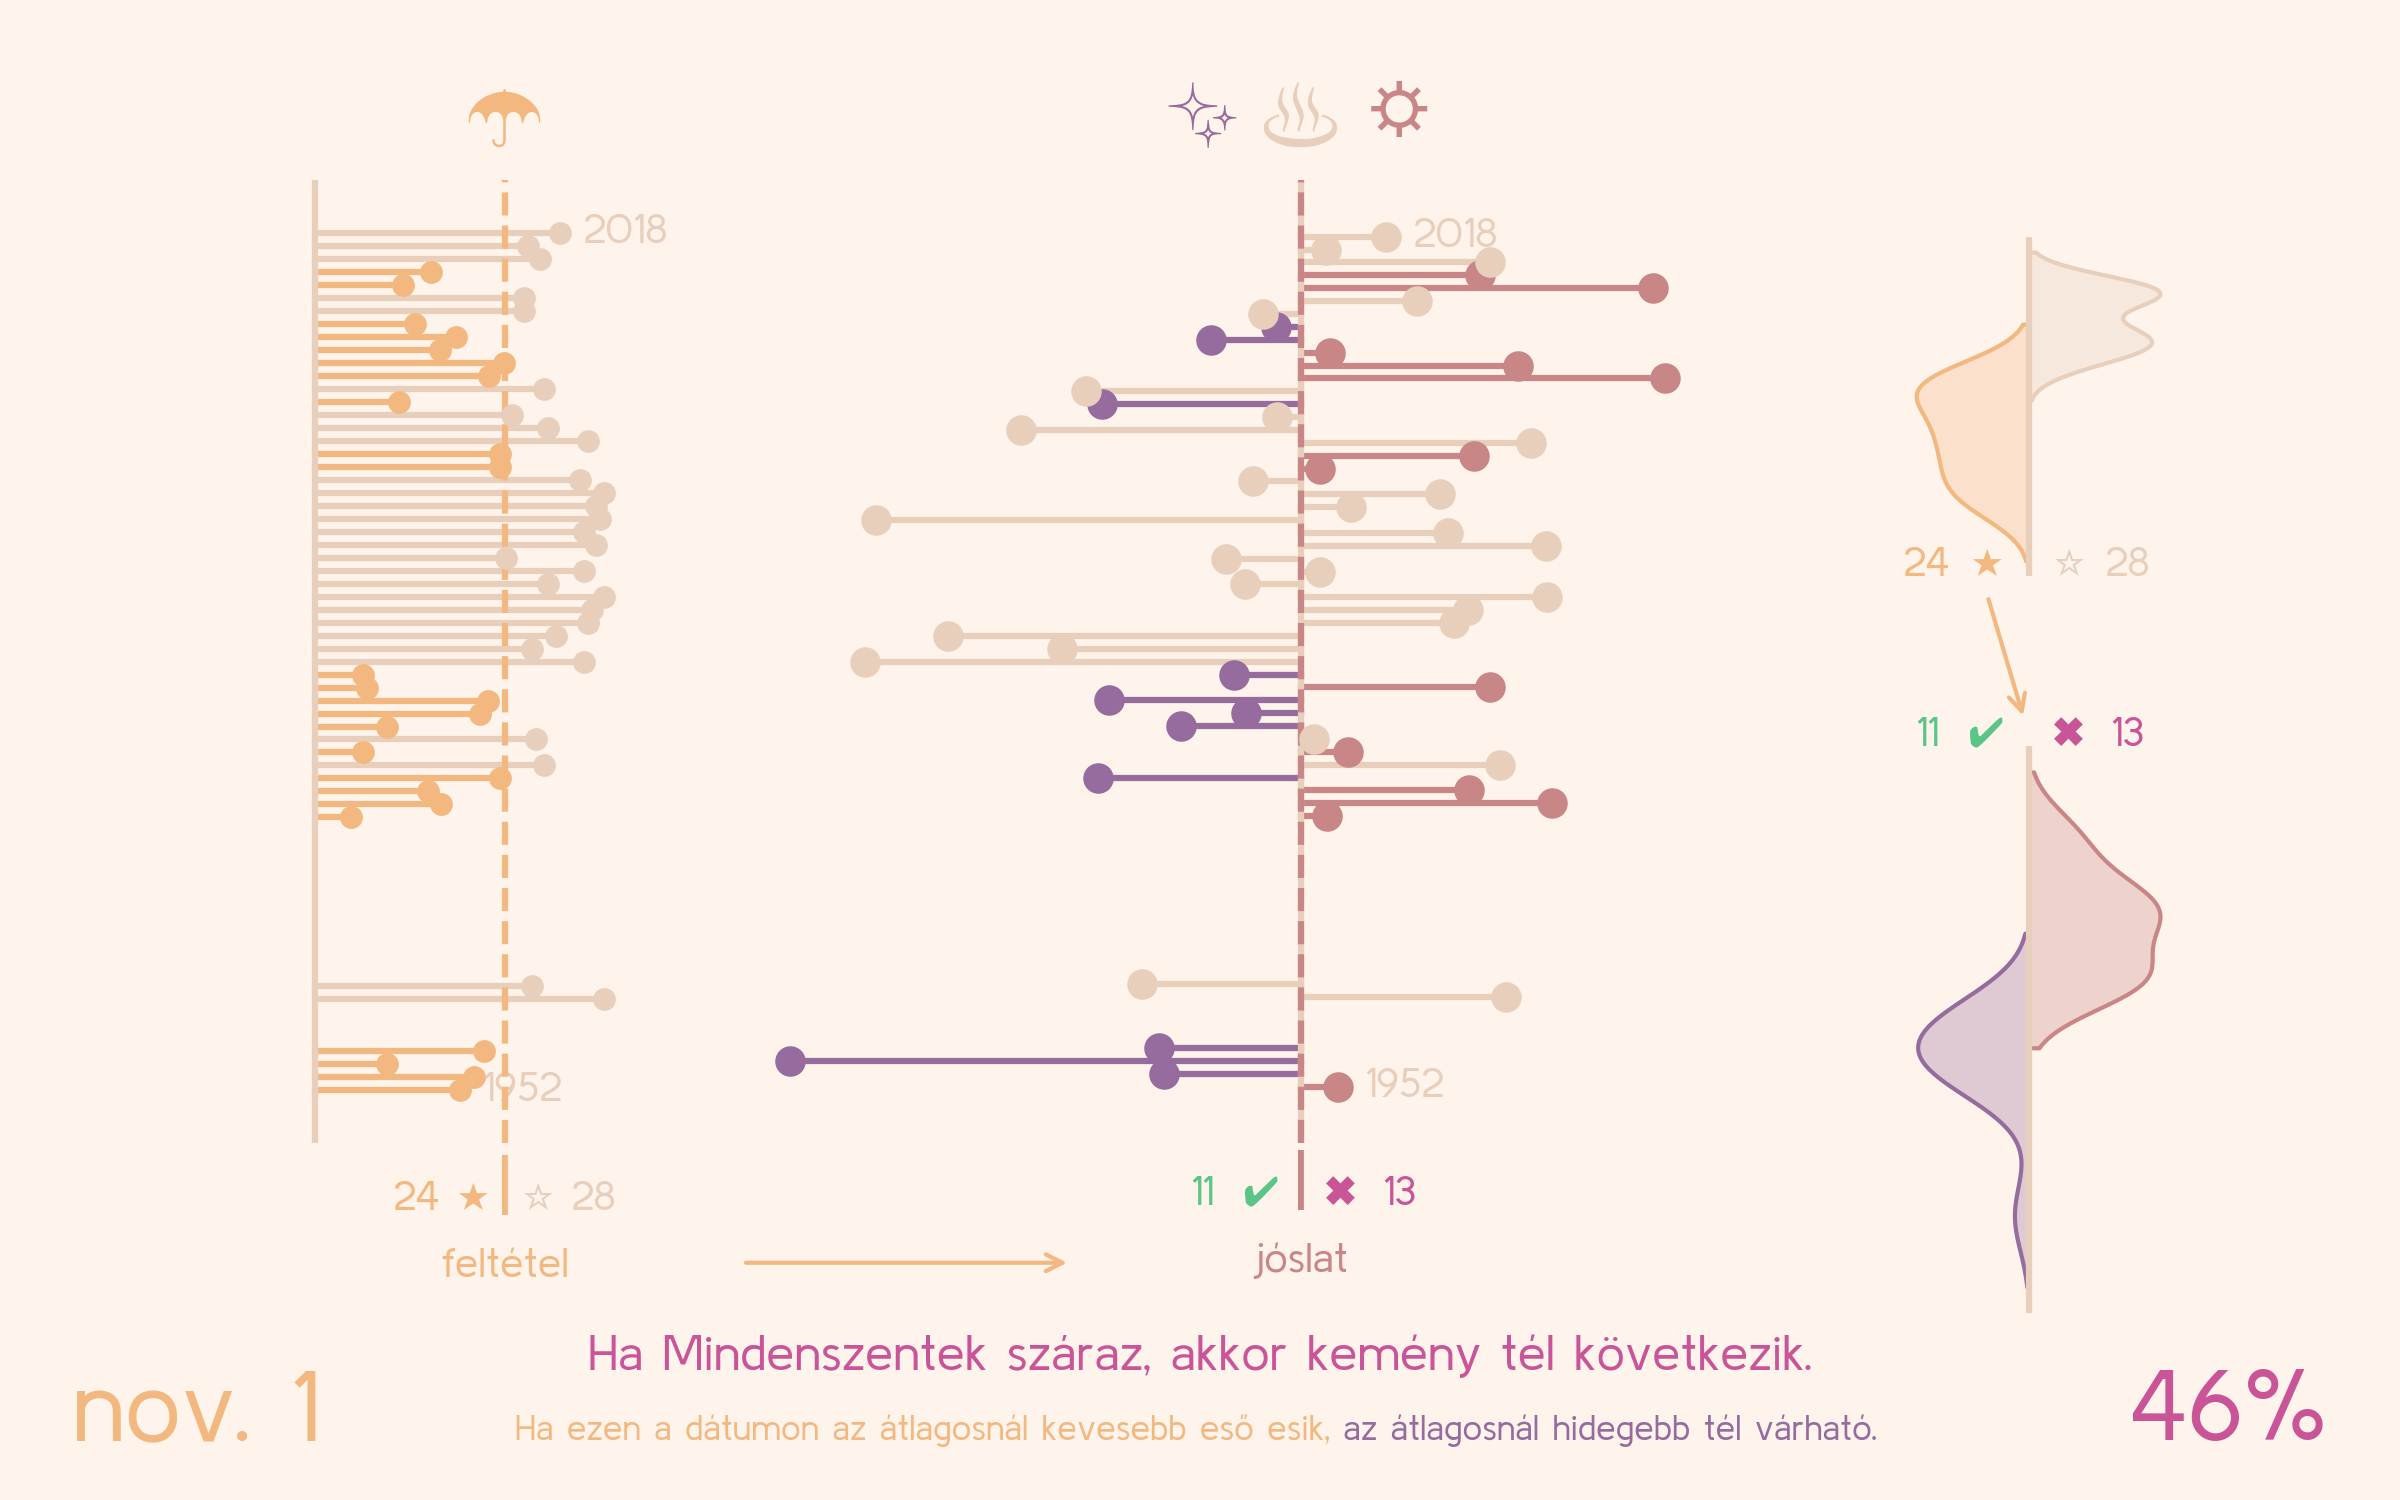 2018
2018
24 ★ ☆ 28
11 ✔ ✖ 13
1952
1952
24 ★ ☆ 28
11 ✔ ✖ 13
feltétel
jóslat
Ha Mindenszentek száraz, akkor kemény tél következik.
nov. 1
46%
Ha ezen a dátumon az átlagosnál kevesebb eső esik, az átlagosnál hidegebb tél várható.